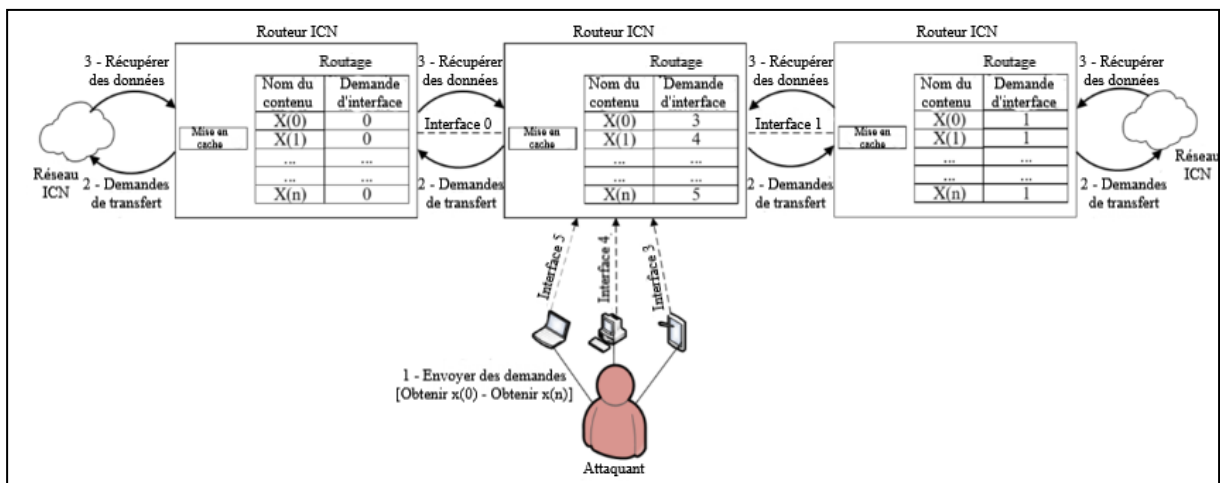 Routeur ICN
Routeur ICN
Routeur ICN
3 - Récupérer
des données
Routage
Nom du contenu
Demande d'interface
X(0) 0
X(1) 0
... ...
... ...
X(n) 0
Mise en
cache
Réseau
ICN
2 - Demandes
de transfert
3 - Récupérer
des données
Interface 0
2 - Demandes
de transfert
Routage
Nom du contenu
Demande d'interface
X(0) 3
X(1) 4
... ...
... ...
X(n) 5
Mise en
cache
3 - Récupérer
des données
Interface 1
2 - Demandes
de transfert
Routage
Nom du contenu
Demande d'interface
X(0) 1
X(1) 1
... ...
... ...
X(n) 1
Mise en
cache
3 - Récupérer
des données
Réseau
ICN
2 - Demandes
de transfert
Interface 5
Interface 4
Interface 3
1 - Envoyer des demandes
[Obtenir x(0) - Obtenir x(n)]
Attaquant